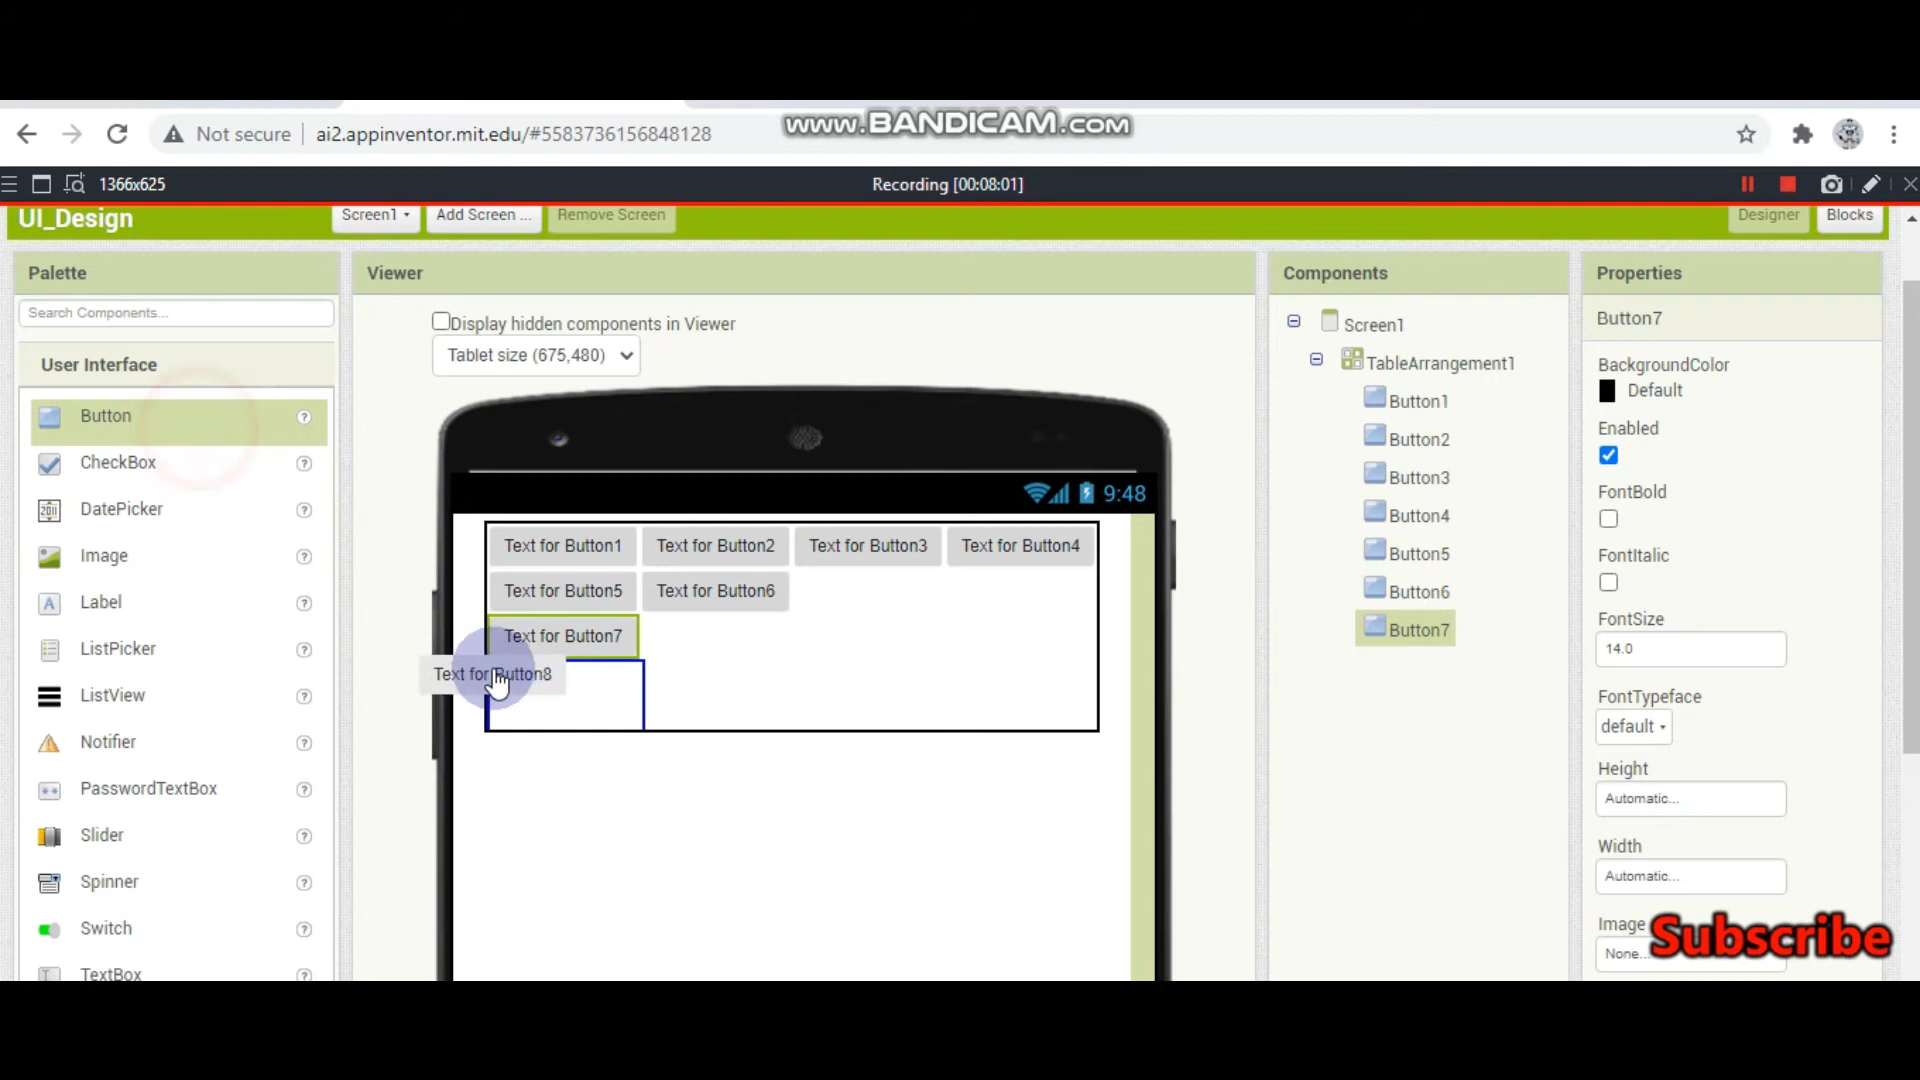 Not secure
ai2.appinventor.mit.edu/#5583736156848128
www.BANDICAM.com
1366x625
Recording [00:08:01]
UI_Design
Screen1
Add Screen ...
Remove Screen
Designer
Blocks
Palette
Search Components...
User Interface
Button
CheckBox
DatePicker
2011
Image
Label
ListPicker
ListView
Notifier
PasswordTextBox
Slider
Spinner
Switch
TextBox
Viewer
Display hidden components in Viewer
Tablet size (675,480)
9:48
Text for Button1
Text for Button2
Text for Button3
Text for Button4
Text for Button5
Text for Button6
Text for Button7
Text for Button8
Components
Screen1
TableArrangement1
Button1
Button2
Button3
Button4
Button5
Button6
Button7
Properties
Button7
BackgroundColor
Default
Enabled
FontBold
FontItalic
FontSize
14.0
FontTypeface
default
Height
Automatic...
Width
Automatic...
Image
None...
Subscribe